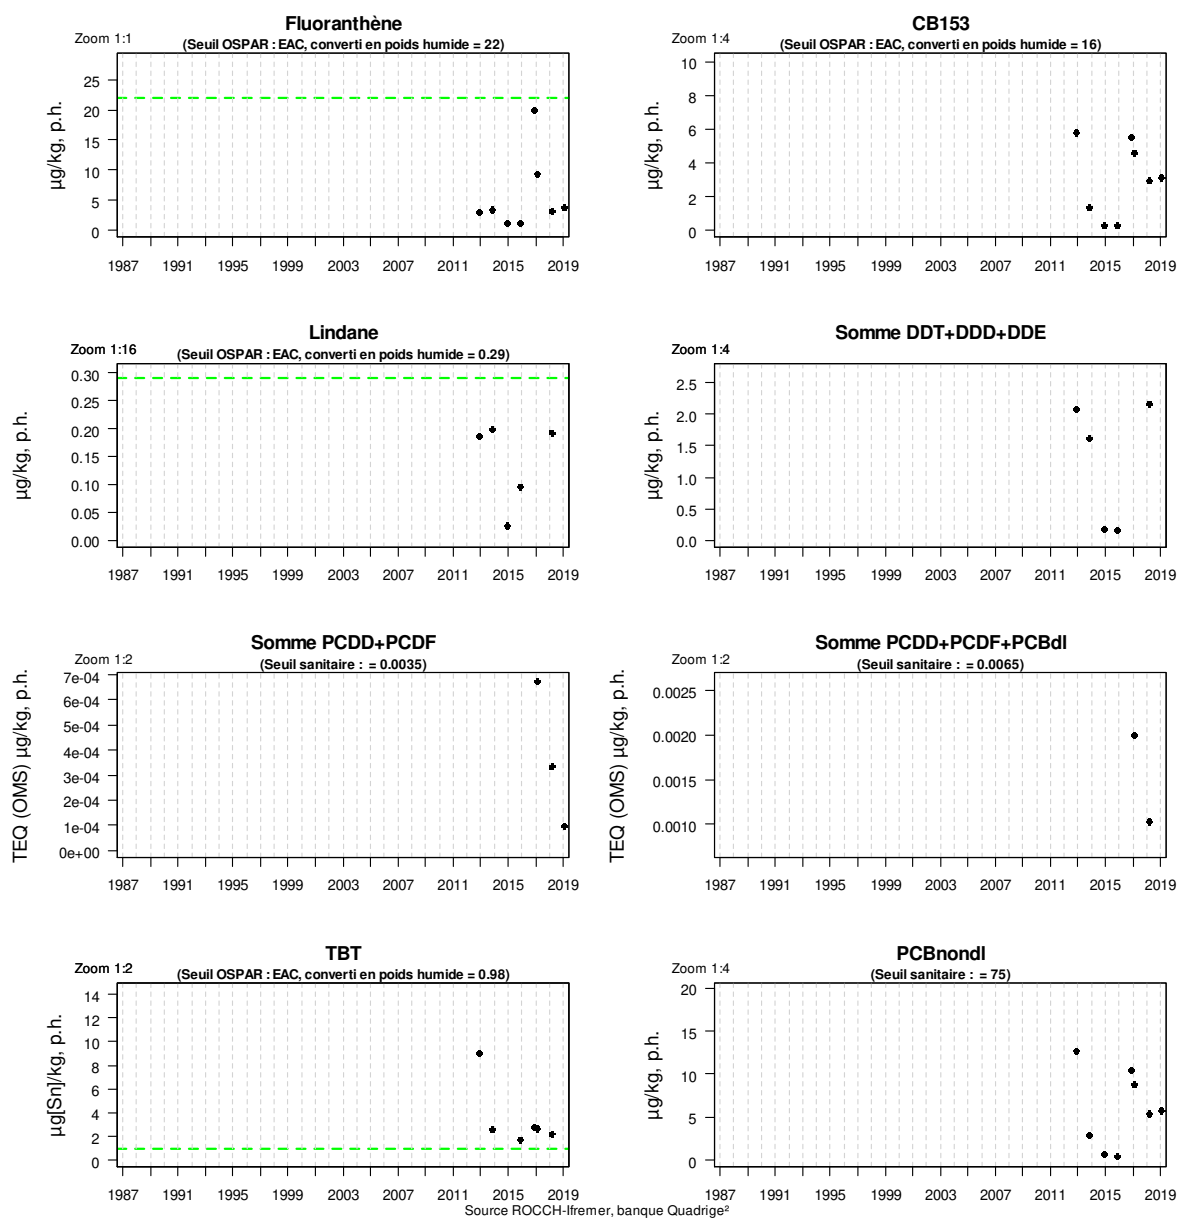 Fluoranthène
Zoom 1:1
(Seuil OSPAR : EAC, converti en poids humide = 22)
µg/kg, p.h.
25
20
15
10
5
0
1987 1991 1995 1999 2003 2007 2011 2015 2019
CB153
Zoom 1:4
(Seuil OSPAR : EAC, converti en poids humide = 16)
µg/kg, p.h.
10
8
6
4
2
0
1987 1991 1995 1999 2003 2007 2011 2015 2019
Lindane
Zoom 1:16
(Seuil OSPAR : EAC, converti en poids humide = 0.29)
µg/kg, p.h.
0.30
0.25
0.20
0.15
0.10
0.05
0.00
1987 1991 1995 1999 2003 2007 2011 2015 2019
Somme DDT+DDD+DDE
Zoom 1:4
µg/kg, p.h.
2.5
2.0
1.5
1.0
0.5
0.0
1987 1991 1995 1999 2003 2007 2011 2015 2019
Somme PCDD+PCDF
Zoom 1:2
(Seuil sanitaire : = 0.0035)
TEQ (OMS) µg/kg, p.h.
7e-04
6e-04
5e-04
4e-04
3e-04
2e-04
1e-04
0e+00
1987 1991 1995 1999 2003 2007 2011 2015 2019
Somme PCDD+PCDF+PCBdl
Zoom 1:2
(Seuil sanitaire : = 0.0065)
TEQ (OMS) µg/kg, p.h.
0.0025
0.0020
0.0015
0.0010
1987 1991 1995 1999 2003 2007 2011 2015 2019
TBT
Zoom 1:2
(Seuil OSPAR : EAC, converti en poids humide = 0.98)
µg[Sn]/kg, p.h.
14
12
10
8
6
4
2
0
1987 1991 1995 1999 2003 2007 2011 2015 2019
PCBnondl
Zoom 1:4
(Seuil sanitaire : = 75)
µg/kg, p.h.
20
15
10
5
0
1987 1991 1995 1999 2003 2007 2011 2015 2019
Source ROCCH-Ifremer, banque Quadrige²